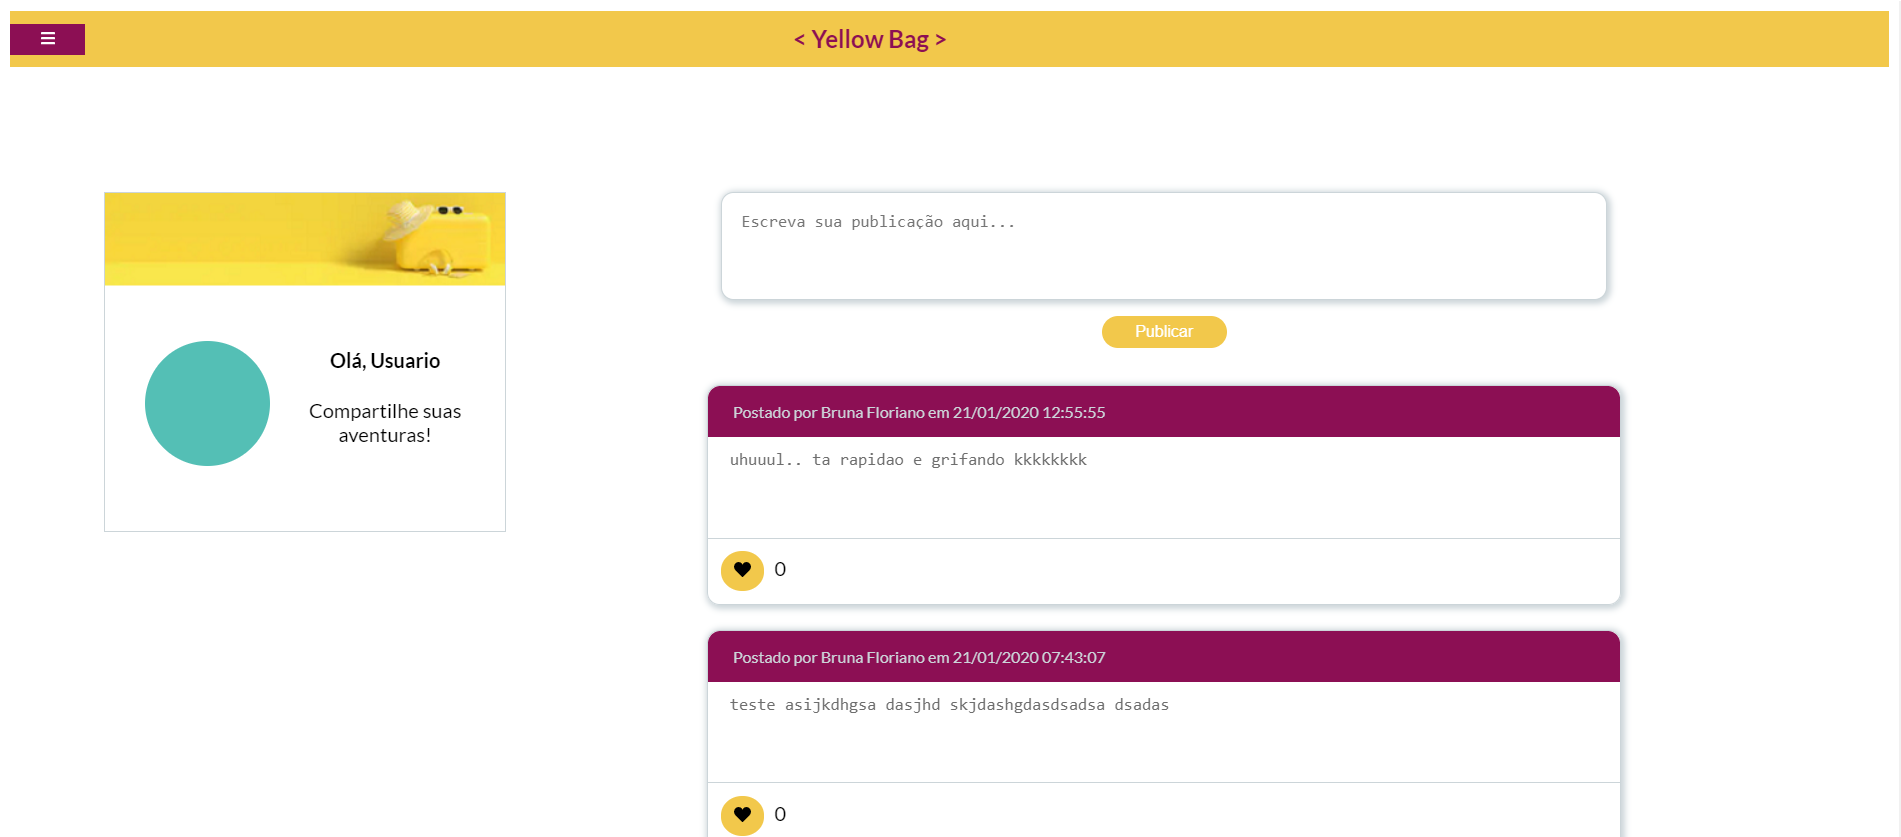 < Yellow Bag >
Olá, Usuario
Compartilhe suas
aventuras!
Escreva sua publicação aqui...
Publicar
Postado por Bruna Floriano em 21/01/2020 12:55:55
uhuuul.. ta rapidao e grifando kkkkkkkk
0
Postado por Bruna Floriano em 21/01/2020 07:43:07
teste asijkdhgsa dasjhd skjdashgdasdsadsa dsadas
0